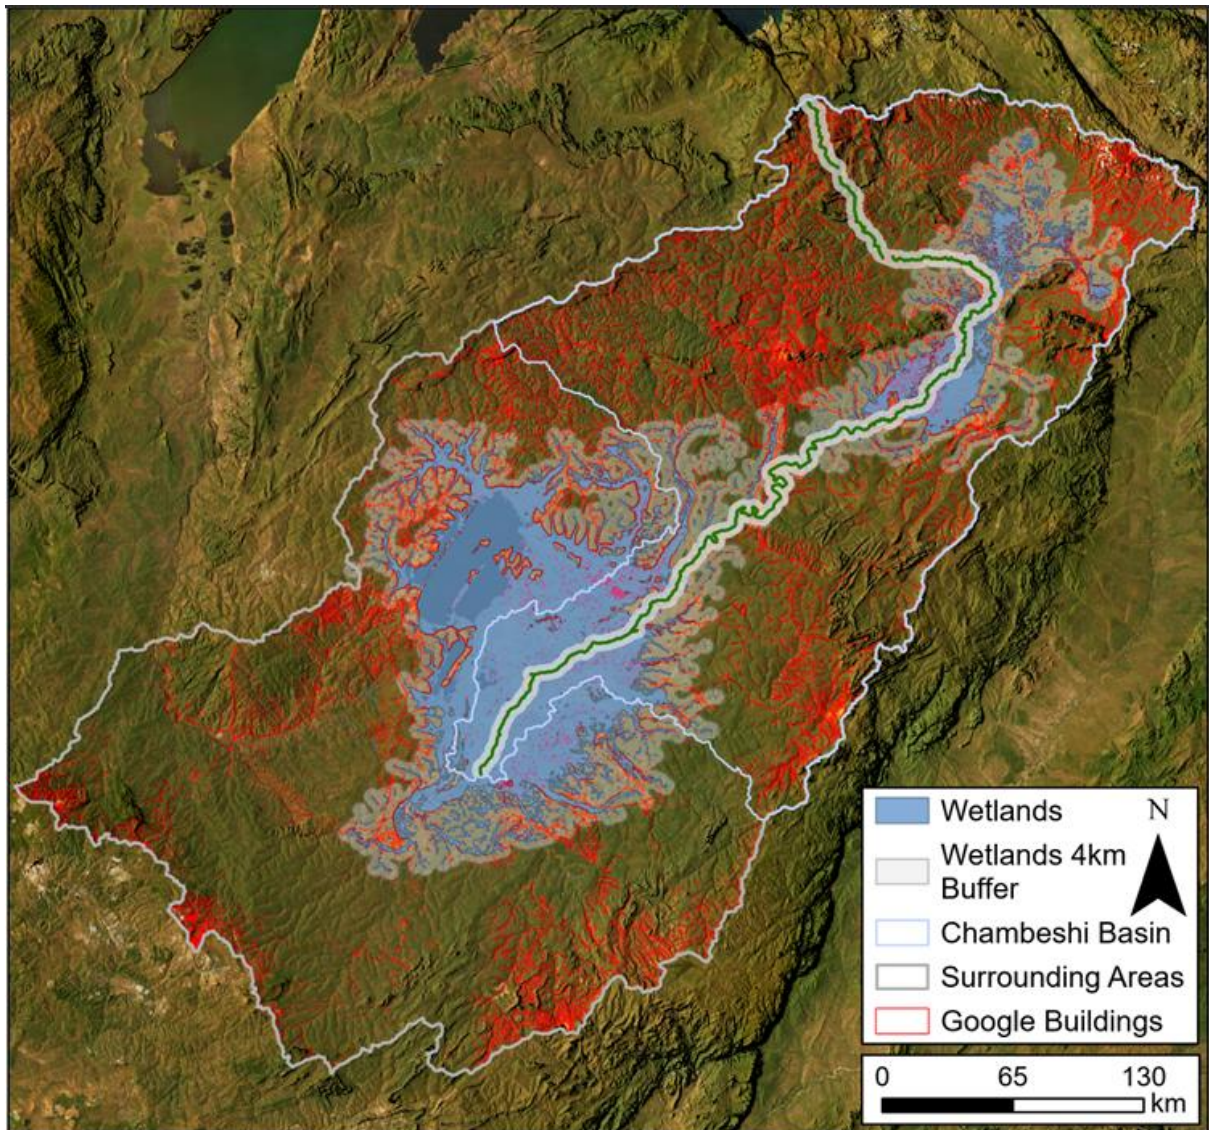 Wetlands
N
Wetlands 4km
Buffer
Chambeshi Basin
Surrounding Areas
Google Buildings
0 65 130
km